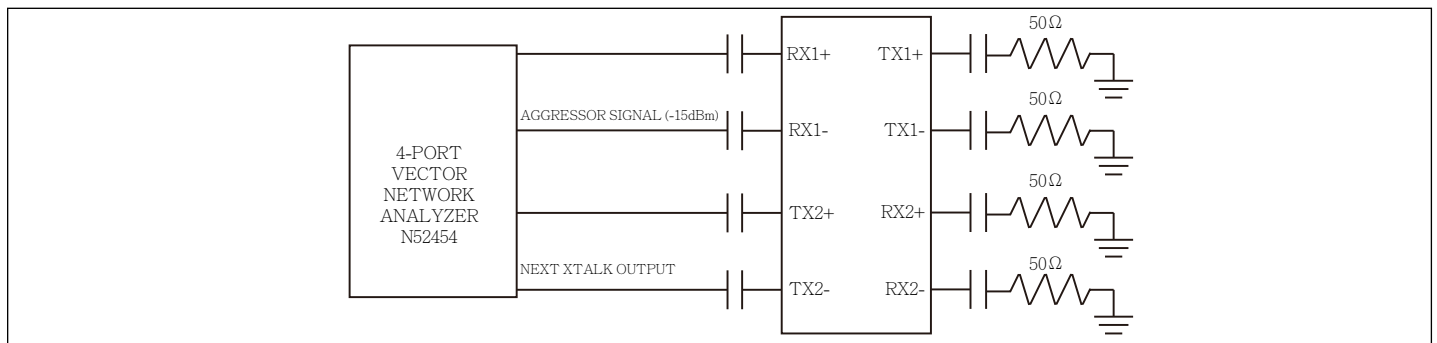 50Ω
RX1+
TX1+
AGGRESSOR SIGNAL (-15dBm)
50Ω
RX1-
TX1-
4-PORT
VECTOR
NETWORK
ANALYZER
N52454
50Ω
TX2+
RX2+
NEXT XTALK OUTPUT
50Ω
TX2-
RX2-